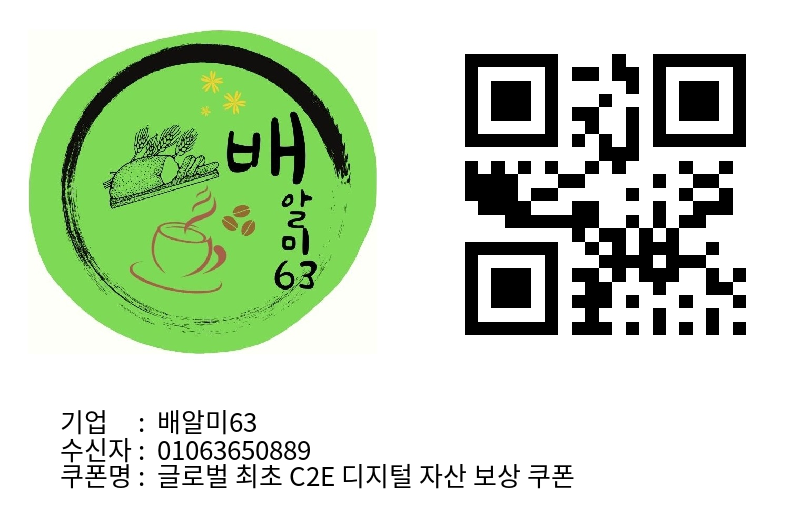 배
알
미
63
기업 : 배알미63
수신자 : 01063650889
쿠폰명 : 글로벌 최초 C2E 디지털 자산 보상 쿠폰